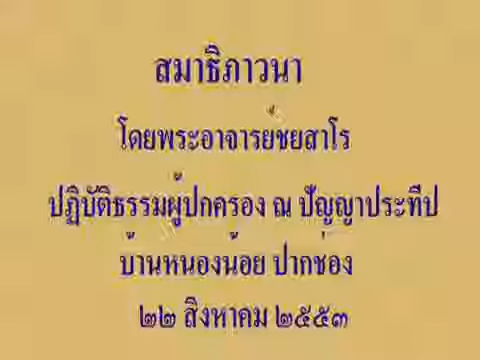 สมาธิภาวนา
โดยพระอาจารย์ชยสาโร
ปฏิบัติธรรมผู้ปกครอง ณ ปัญญาประทีป
บ้านหนองน้อย ปากช่อง
๒๒ สิงหาคม ๒๕๕๓